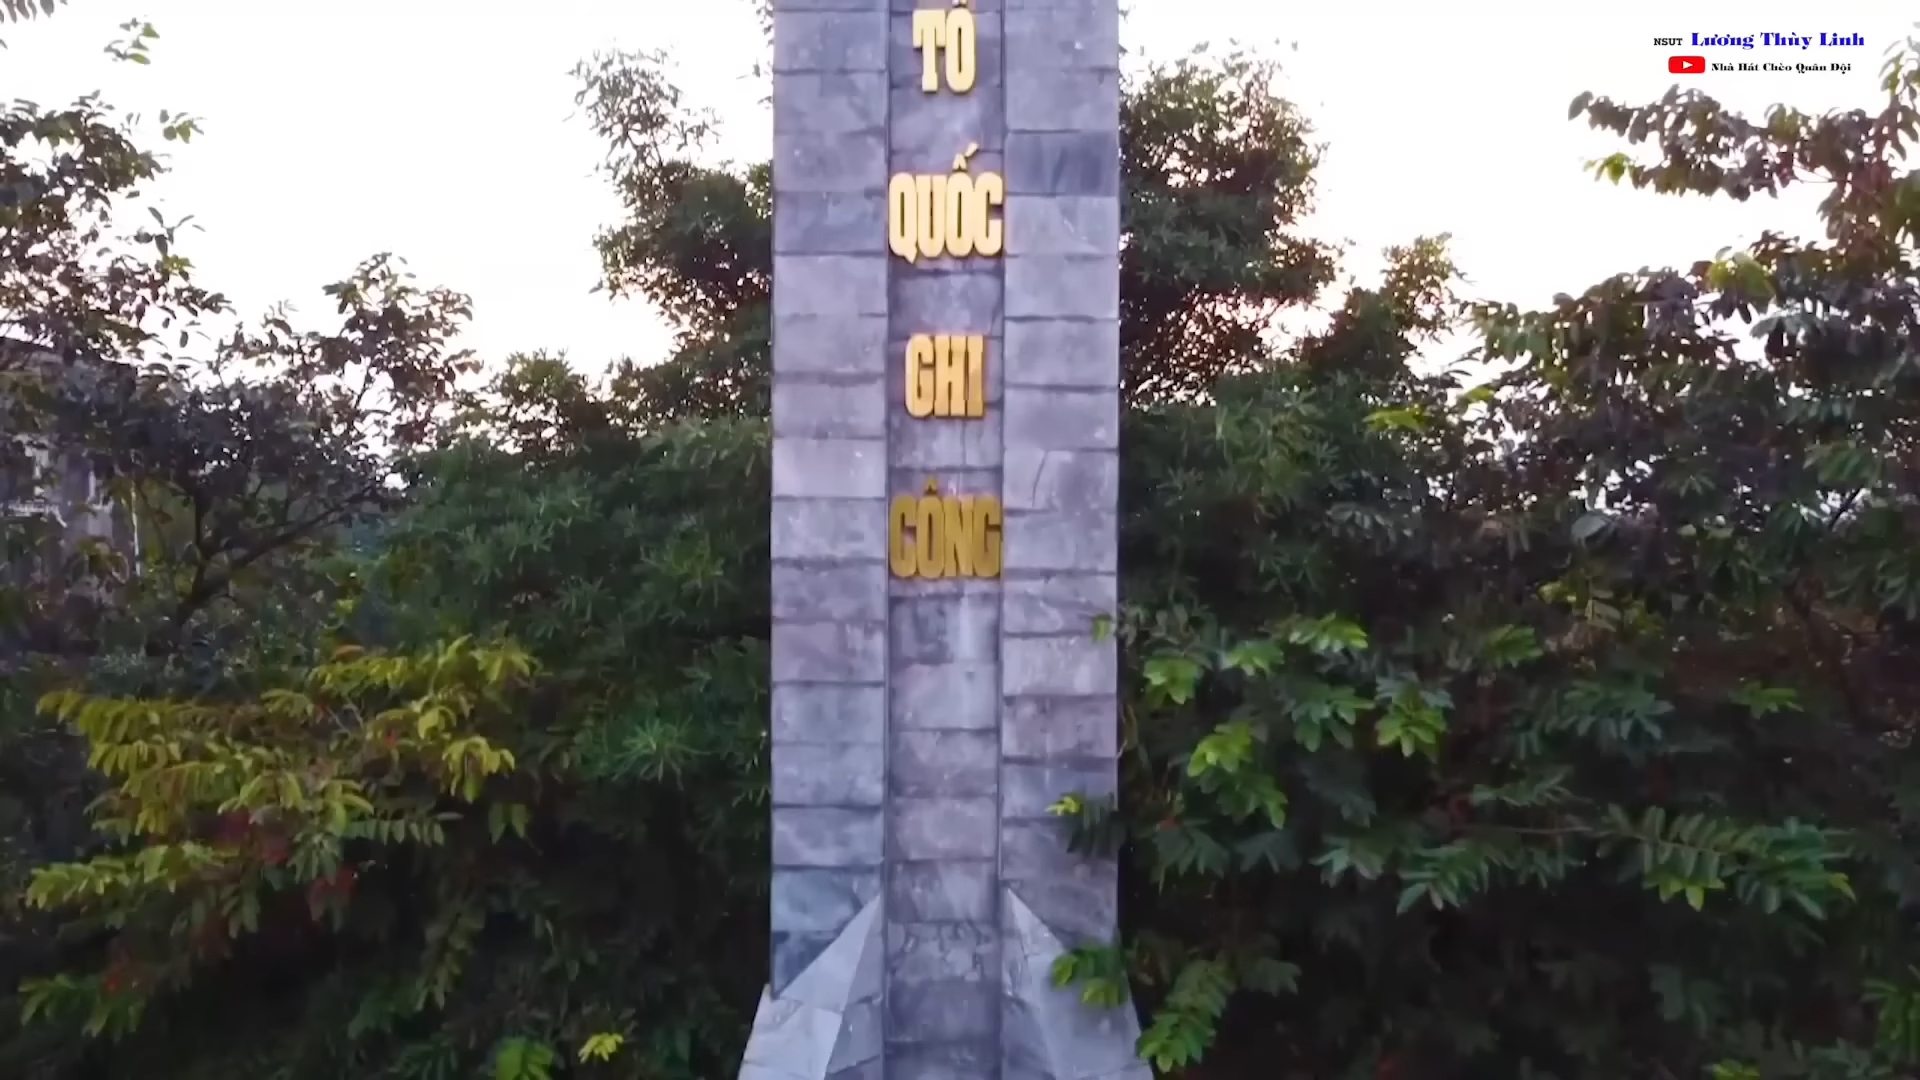 TỔ
QUỐC
GHI
CÔNG
NSUT Lương Thùy Linh
Nhà Hát Chèo Quân Đội